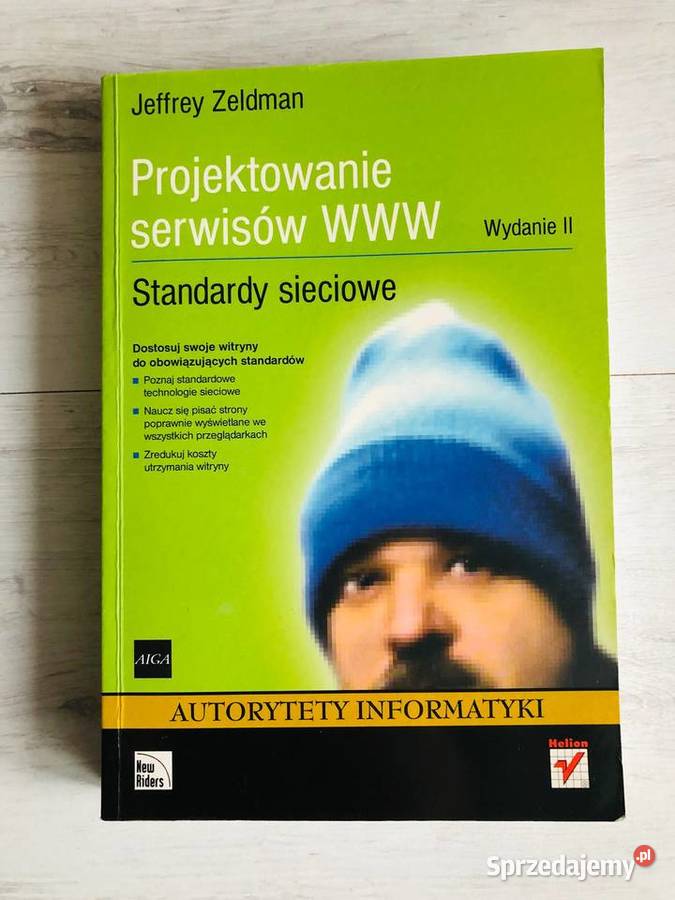 Jeffrey Zeldman
Projektowanie
serwisów WWW
Wydanie II
Standardy sieciowe
Dostosuj swoje witryny
do obowiązujących standardów
Poznaj standardowe
technologie sieciowe
Naucz się pisać strony
poprawnie wyświetlane we
wszystkich przeglądarkach
Zredukuj koszty
utrzymania witryny
AIGA
AUTORYTETY INFORMATYKI
New
Riders
Helion
Sprzedajemy.pl